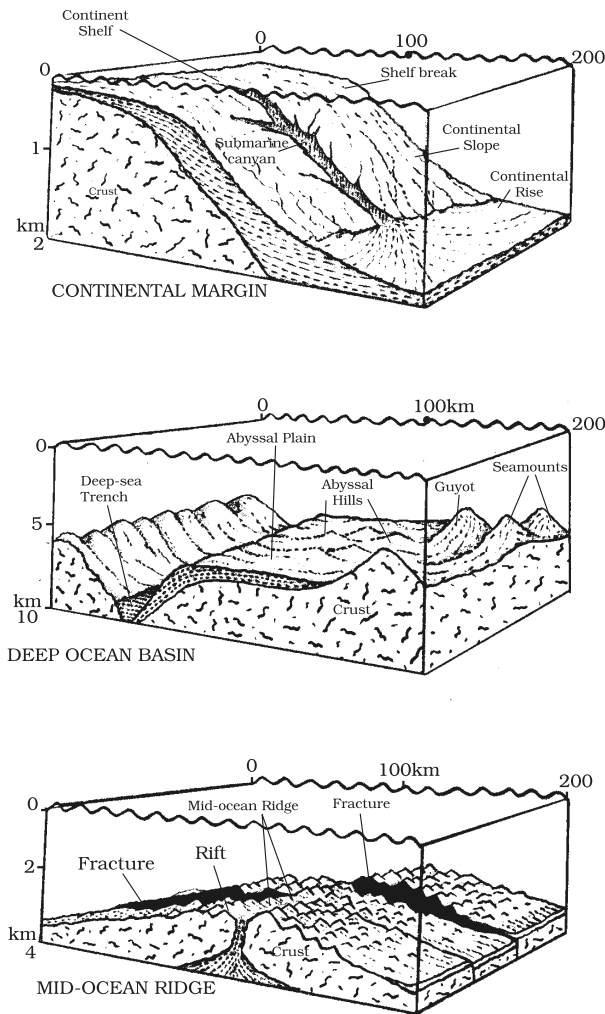 Continent
Shelf
0
100
200
0
Shelf break
Continental
Slope
1
Submarine
canyan
Continental
Rise
Crust
km
2
CONTINENTAL MARGIN
0
100km
200
0
Abyssal Plain
Deep-sea
Trench
Abyssal
Hills
Guyot
Seamounts
5
km
10
Crust
DEEP OCEAN BASIN
0
100km
200
0
Mid-ocean Ridge
Fracture
2
Fracture
Rift
km
4
Crust
MID-OCEAN RIDGE